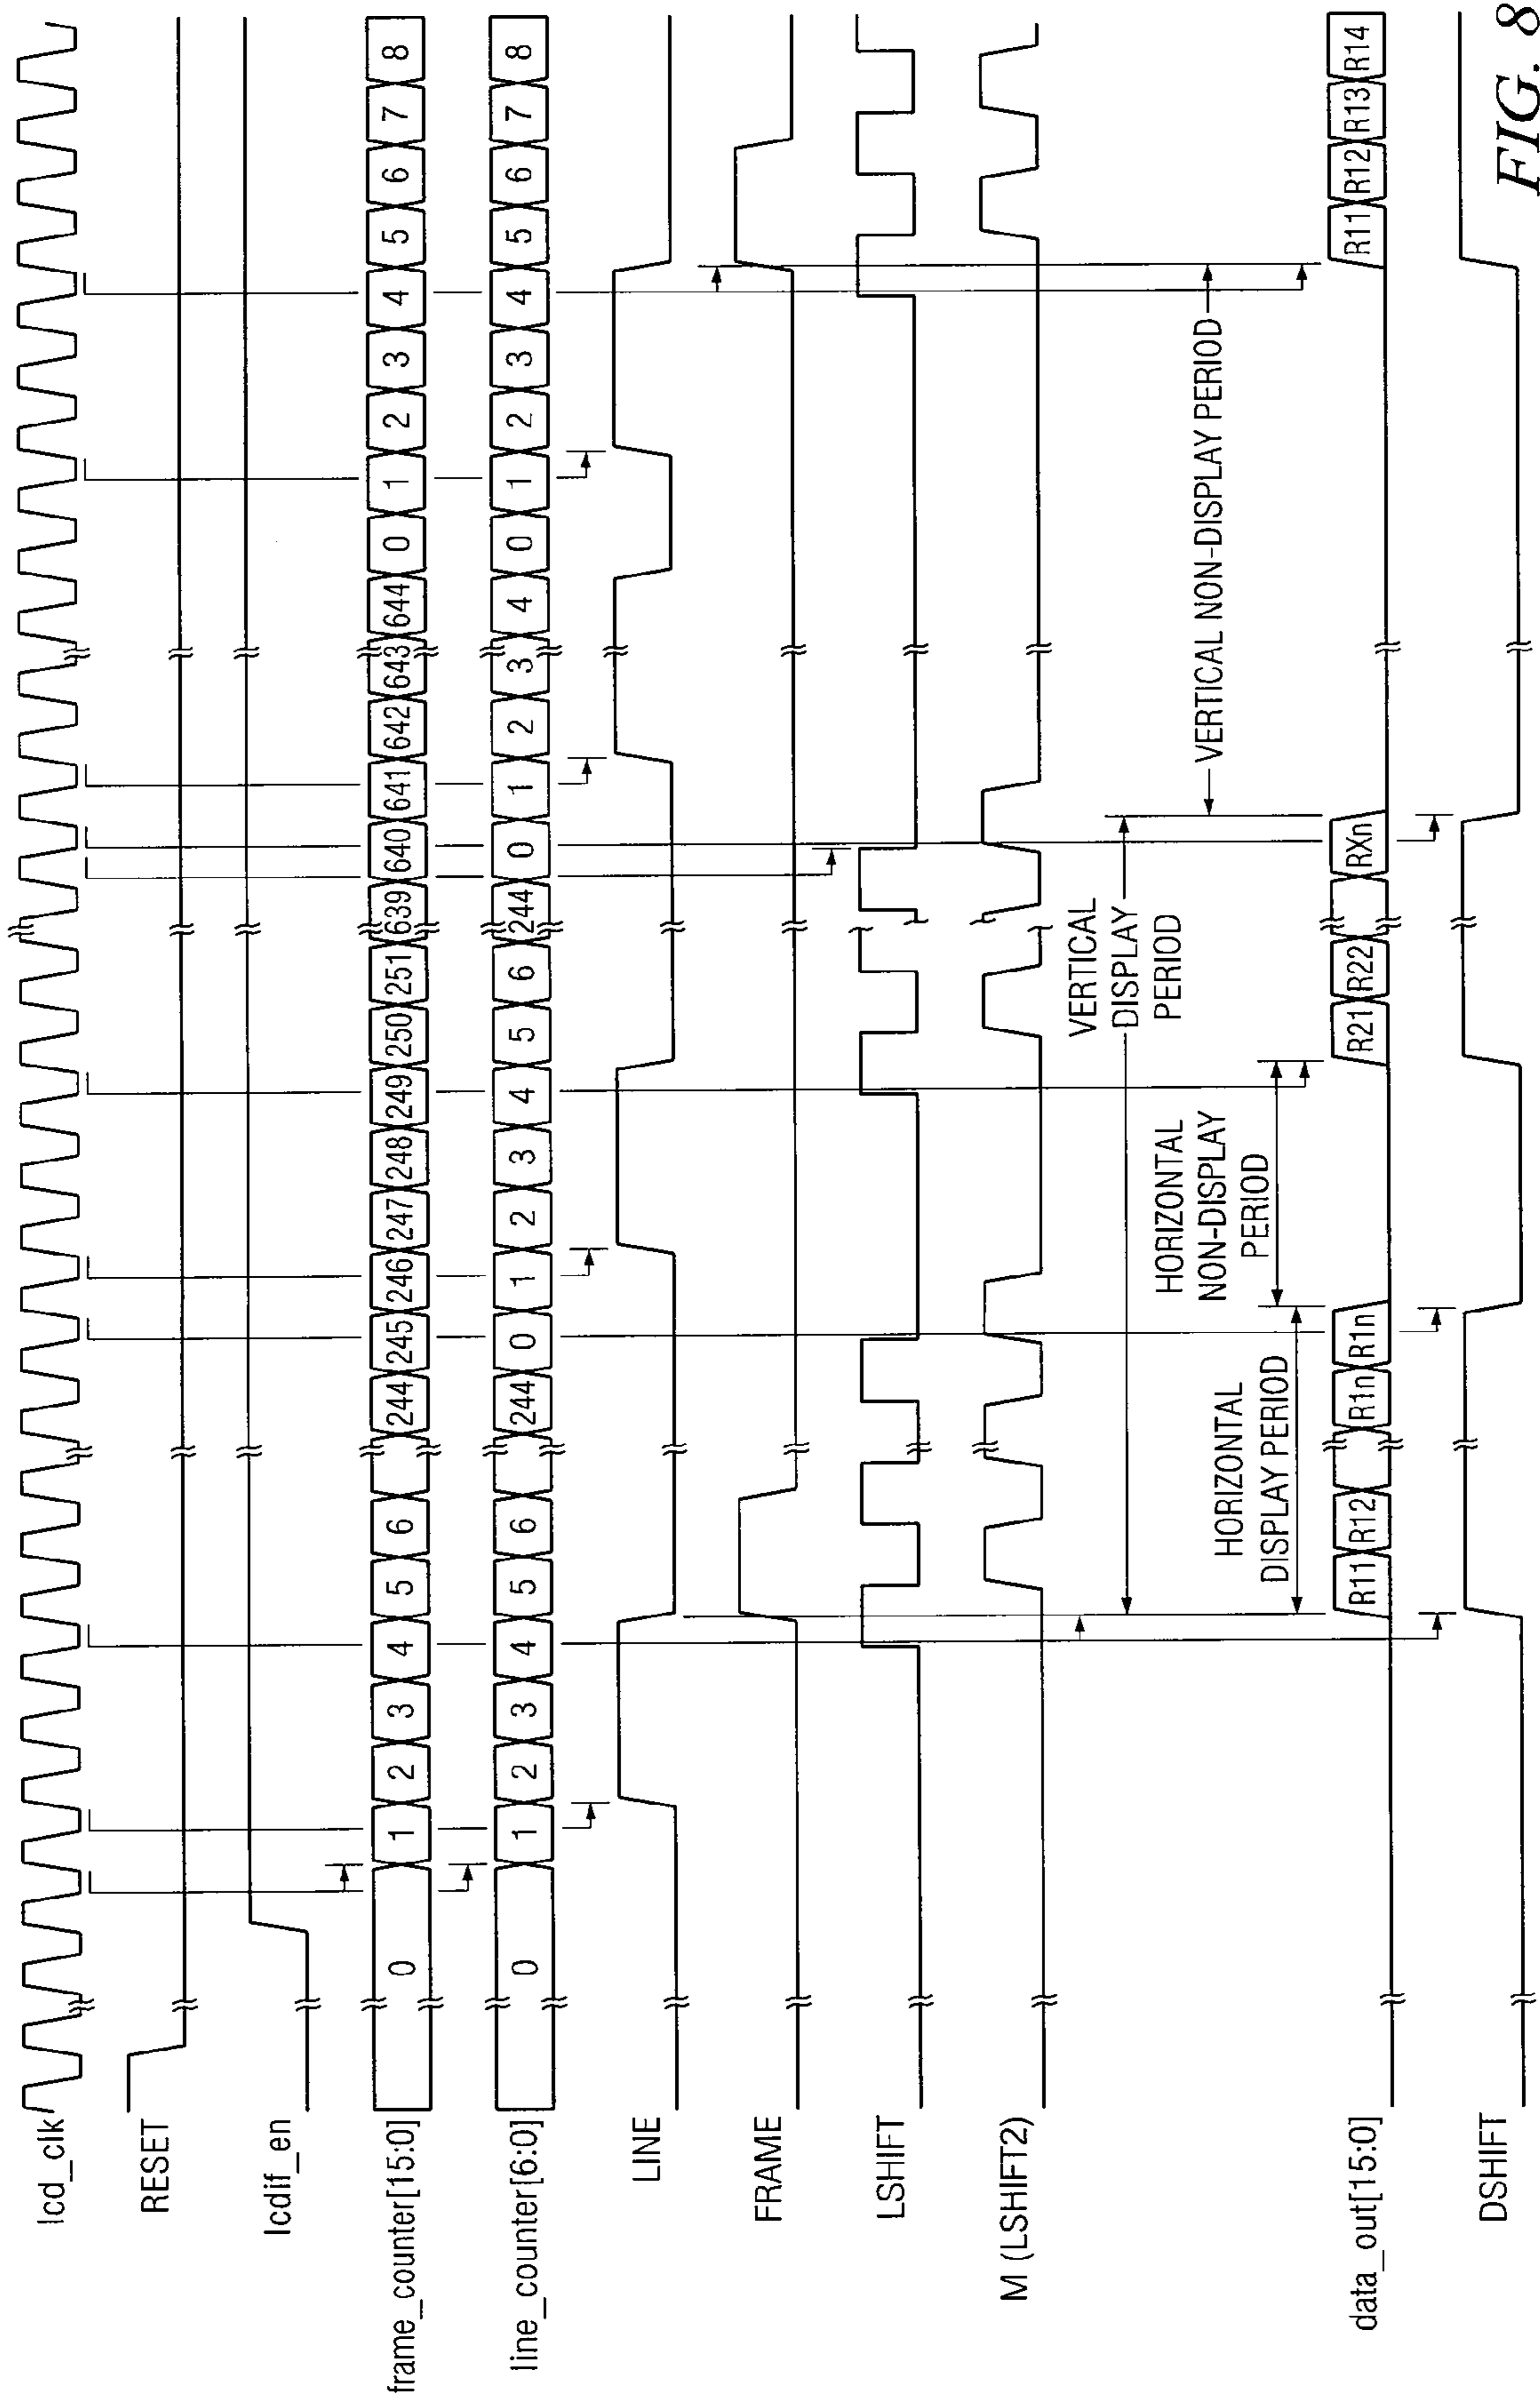 lcd_clk
RESET
lcdif_en
frame_counter[15:0] 0 1 2 3 4 5 6 244 245 246 247 248 249 250 251 639 640 641 642 643 644 0 1 2 3 4 5 6 7 8
line_counter[6:0] 0 1 2 3 4 5 6 244 0 1 2 3 4 5 6 244 0 1 2 3 4 0 1 2 3 4 5 6 7 8
LINE
FRAME
LSHIFT
M (LSHIFT2)
VERTICAL
DISPLAY
PERIOD
VERTICAL NON-DISPLAY PERIOD
HORIZONTAL
DISPLAY PERIOD
HORIZONTAL
NON-DISPLAY
PERIOD
data_out[15:0] R11 R12 R1n R1n R21 R22 RXn R11 R12 R13 R14
DSHIFT
FIG. 8